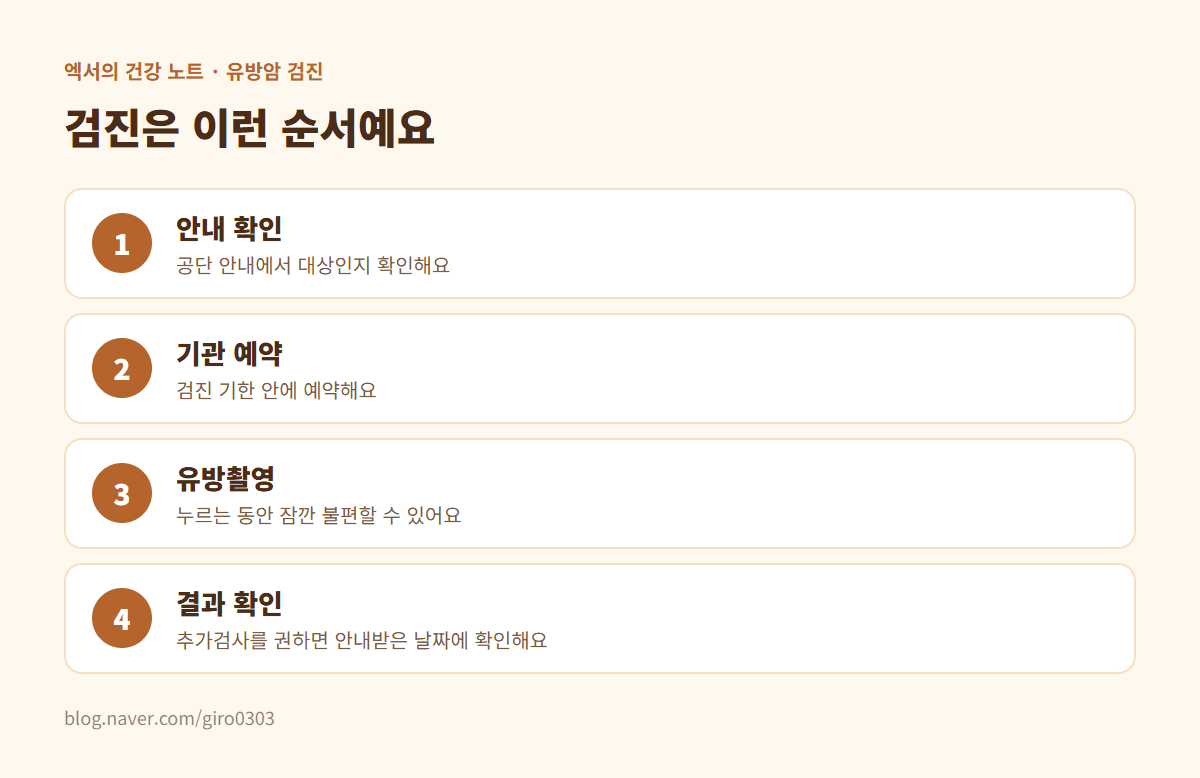 엑서의 건강 노트 · 유방암 검진
검진은 이런 순서예요
1
안내 확인
공단 안내에서 대상인지 확인해요
2
기관 예약
검진 기한 안에 예약해요
3
유방촬영
누르는 동안 잠깐 불편할 수 있어요
4
결과 확인
추가검사를 권하면 안내받은 날짜에 확인해요
blog.naver.com/giro0303